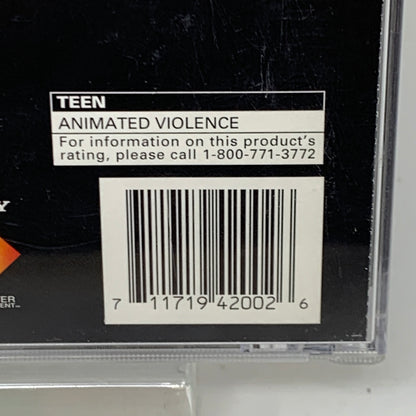 TEEN
ANIMATED VIOLENCE
For information on this product's
rating, please call 1-800-771-3772
7 11719 42002 6